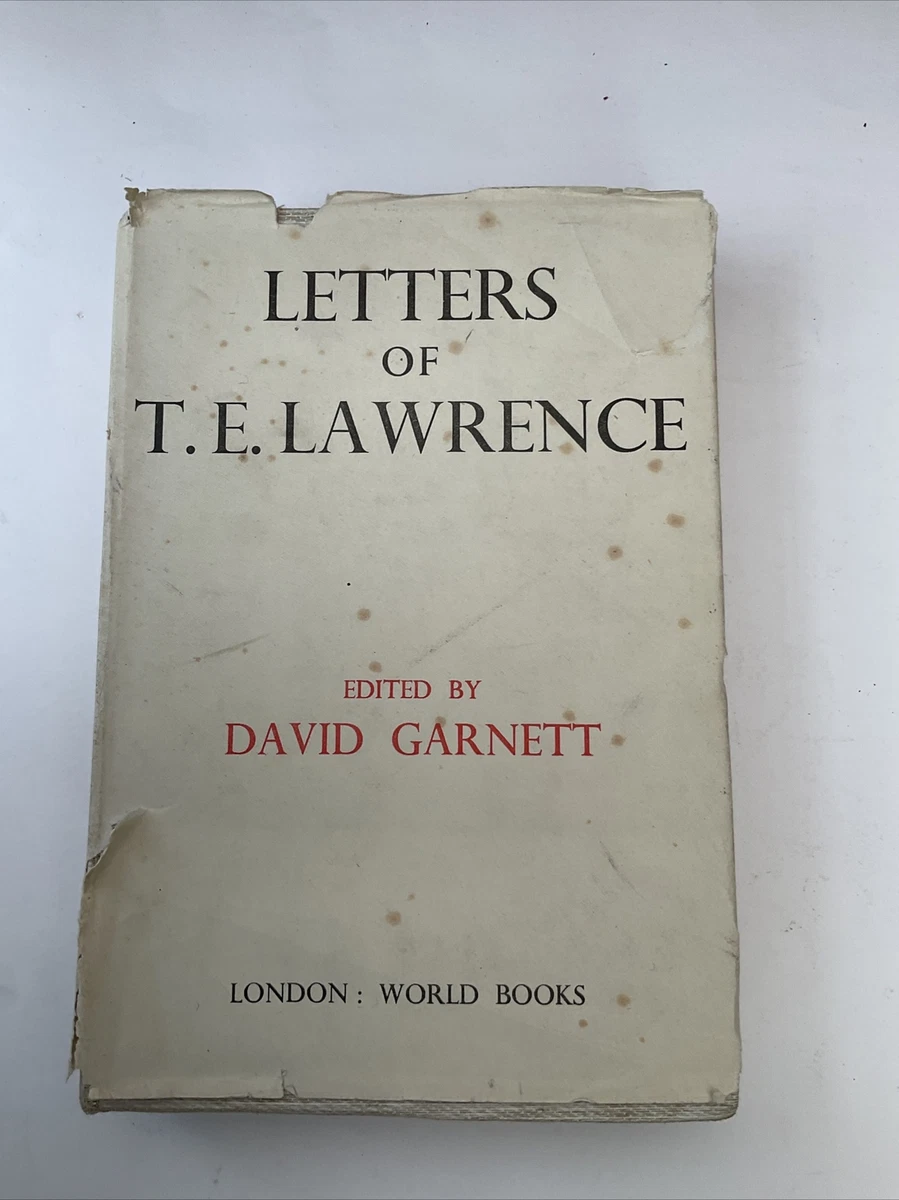 LETTERS
OF
T. E. LAWRENCE
EDITED BY
DAVID GARNETT
LONDON : WORLD BOOKS